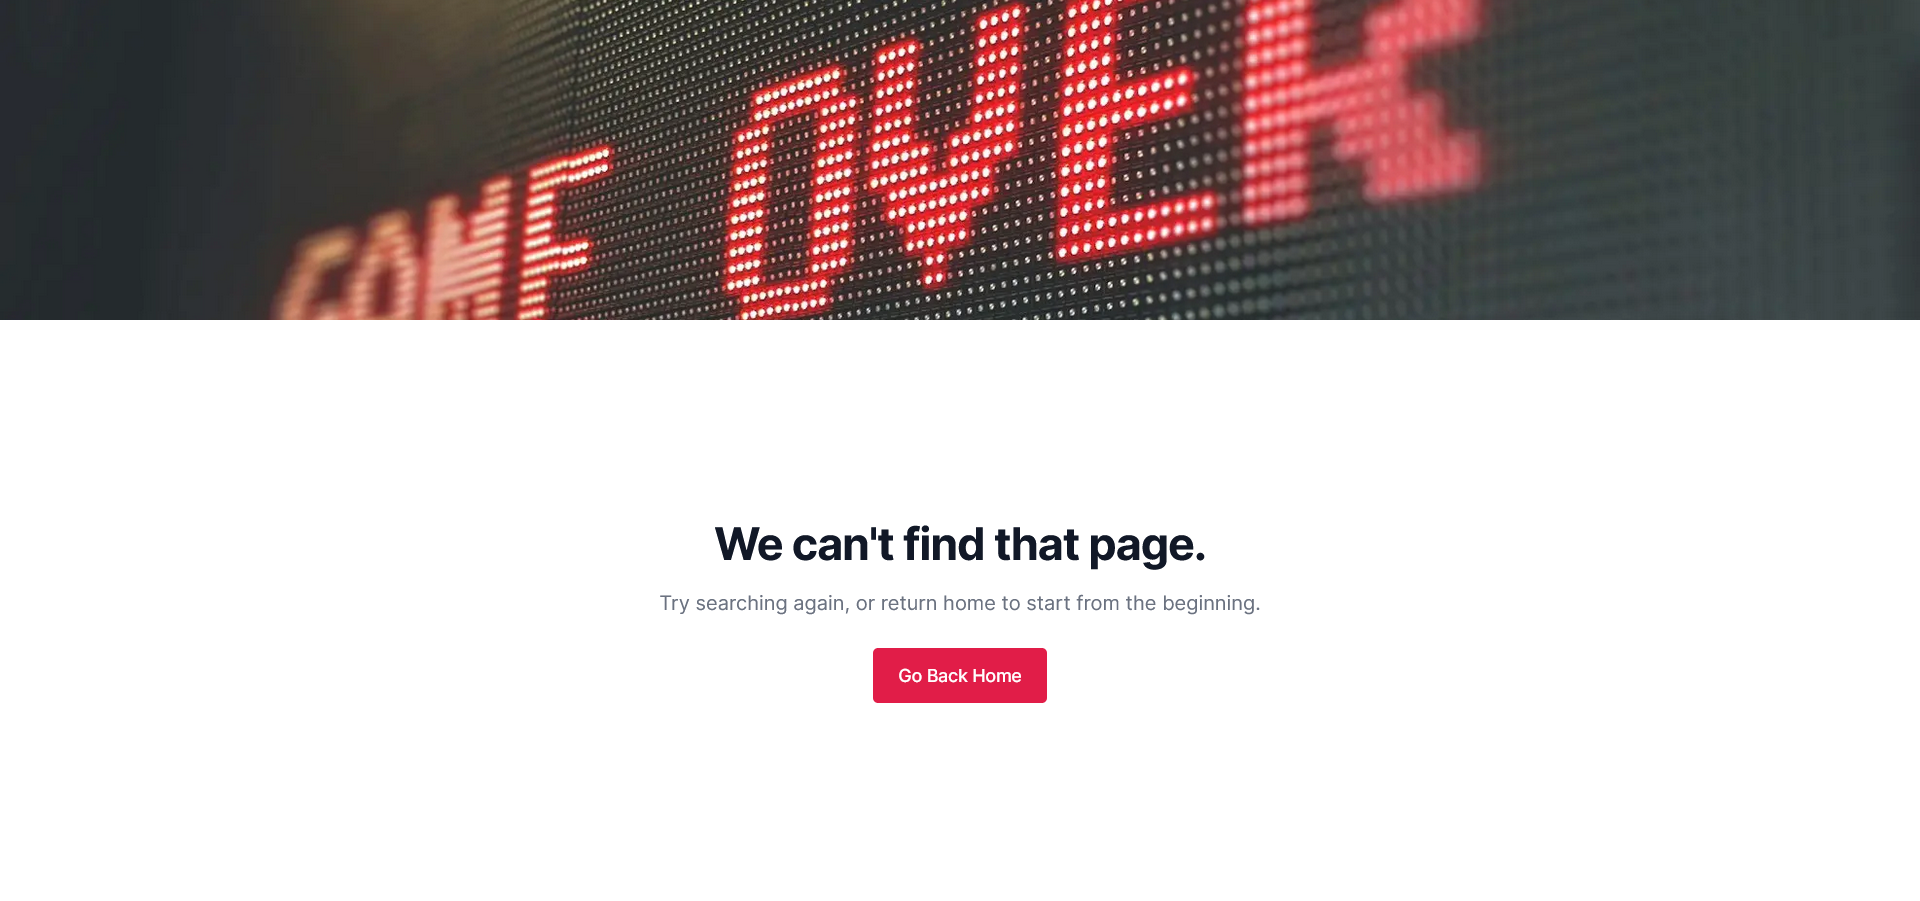 GAME OVER
We can't find that page.
Try searching again, or return home to start from the beginning.
Go Back Home